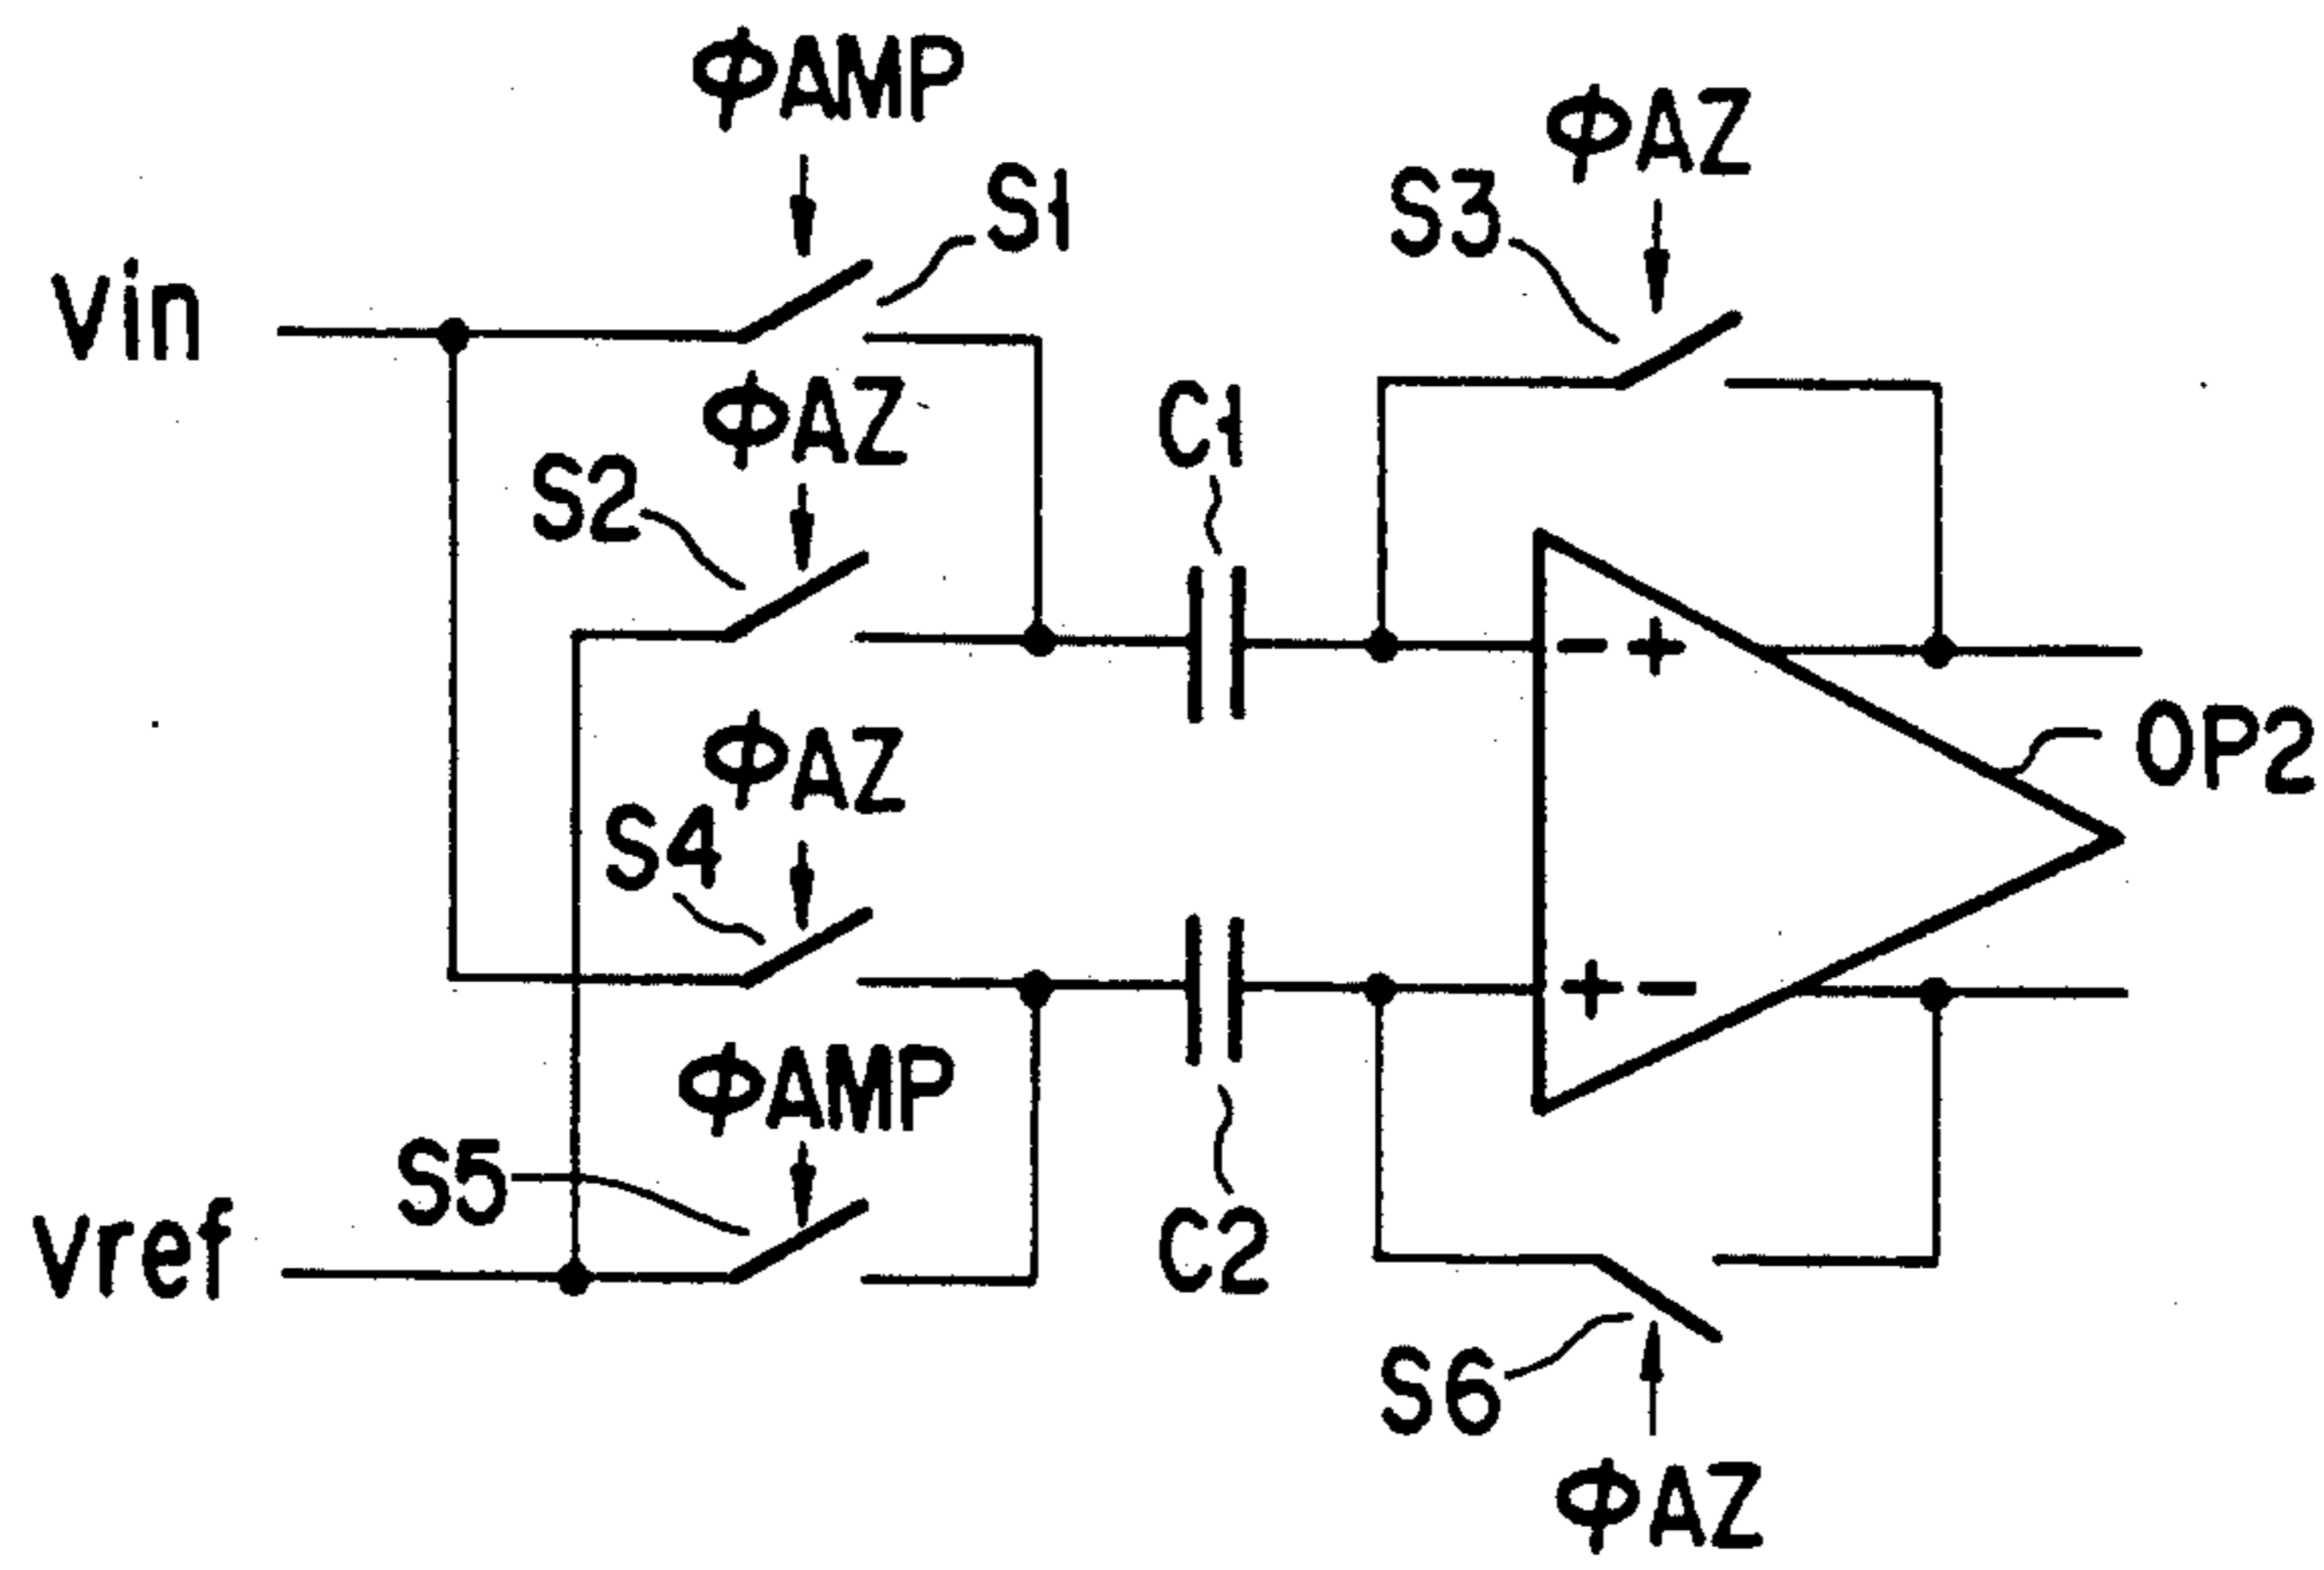 ΦAMP
S1
ΦAZ
S3
vin
ΦAZ
S2
C1
- +
OP2
ΦAZ
S4
+ -
ΦAMP
S5
vref
C2
S6
ΦAZ